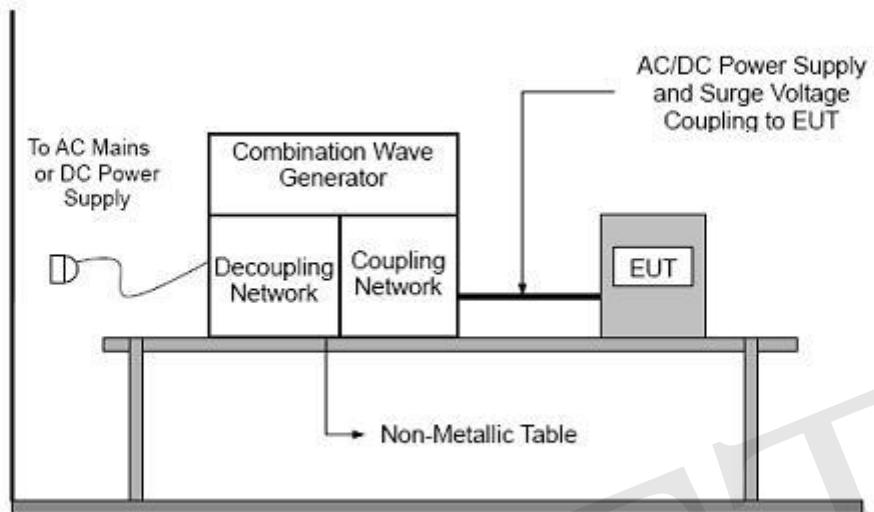 AC/DC Power Supply
and Surge Voltage
Coupling to EUT
To AC Mains
or DC Power
Supply
Combination Wave
Generator
Decoupling
Network
Coupling
Network
EUT
Non-Metallic Table